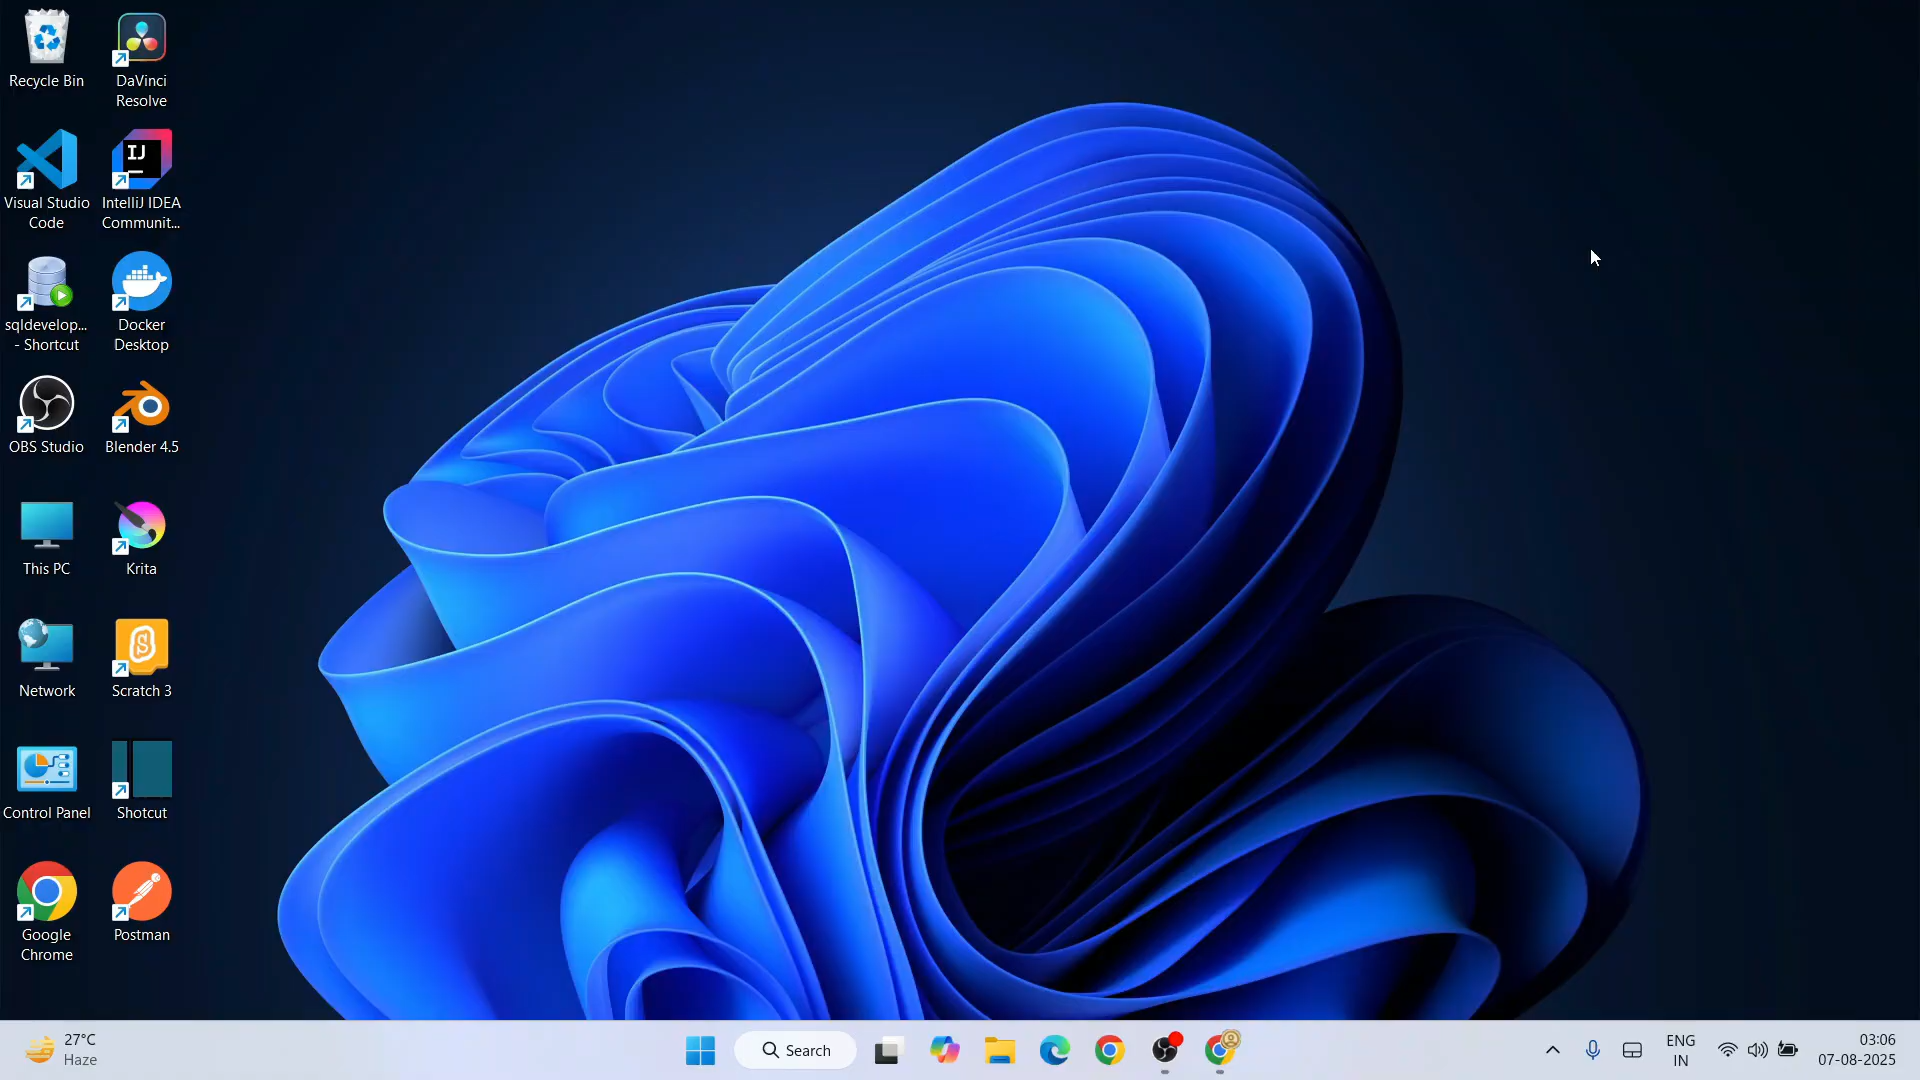 Recycle Bin
DaVinci
Resolve
Visual Studio
Code
IJ
IntelliJ IDEA
Communit...
sqldevelop...
- Shortcut
Docker
Desktop
OBS Studio
Blender 4.5
This PC
Krita
Network
S
Scratch 3
Control Panel
Shotcut
Google
Chrome
Postman
27°C
Haze
Search
ENG
IN
03:06
07-08-2025